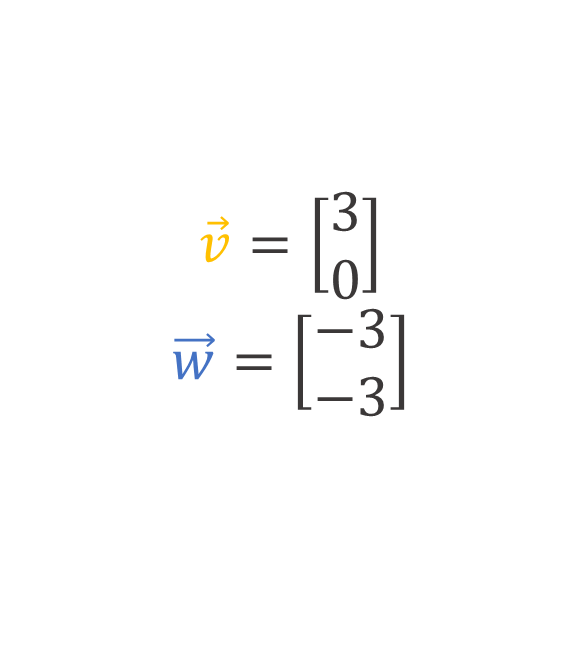 v⃗ = [3 0]
w⃗ = [−3 −3]